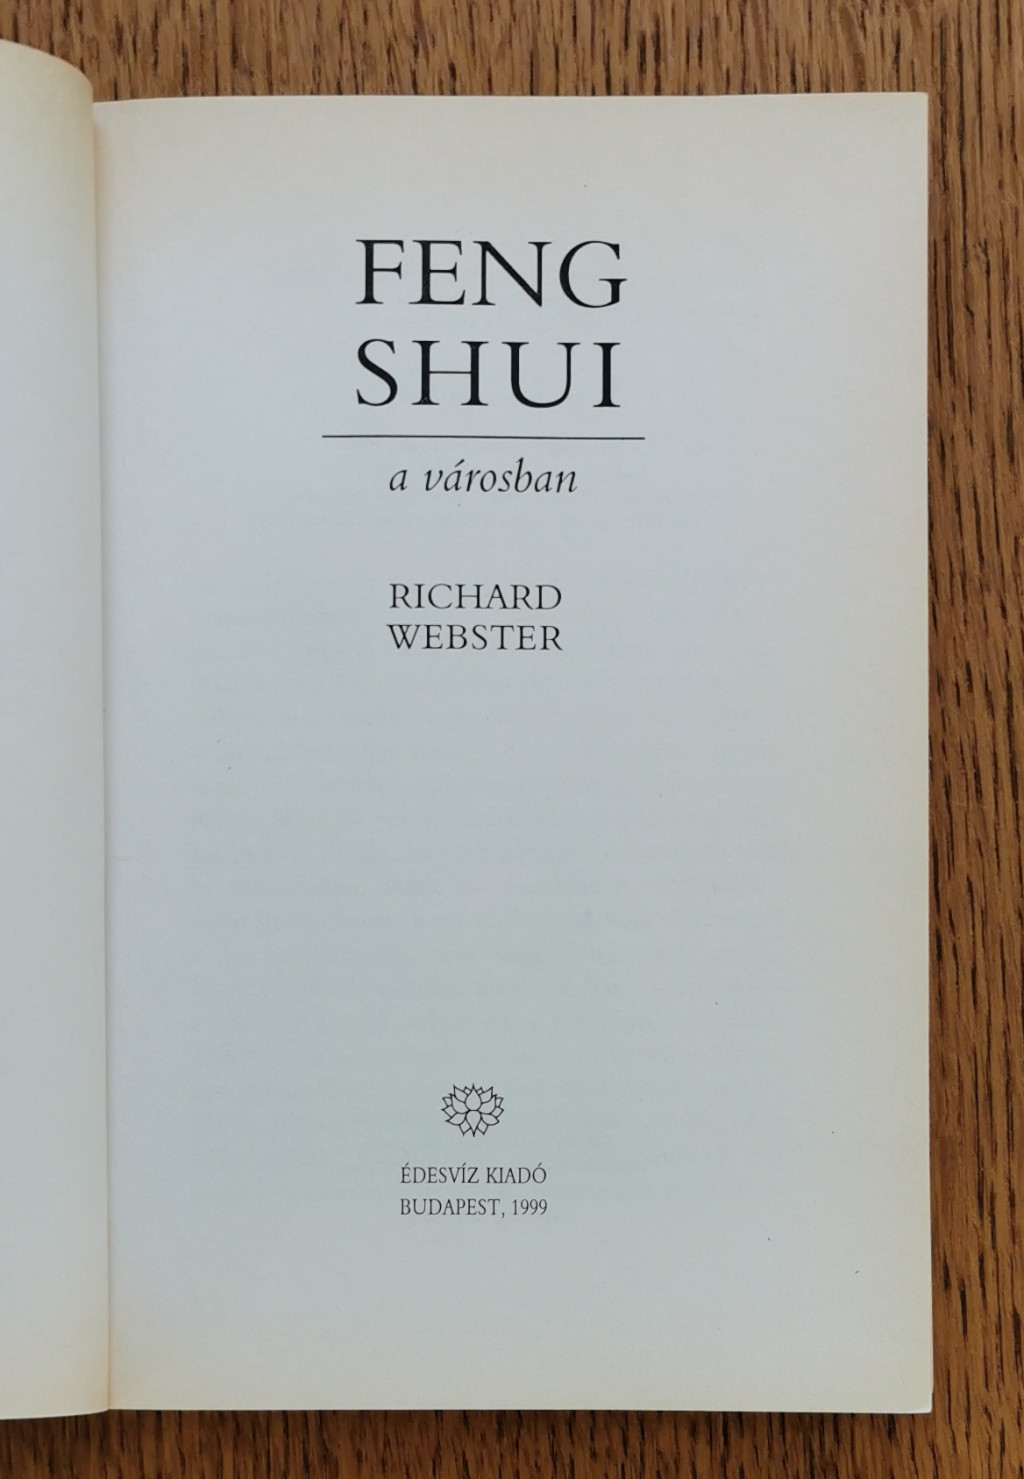 FENG
SHUI
a városban
RICHARD
WEBSTER
ÉDESVÍZ KIADÓ
BUDAPEST, 1999